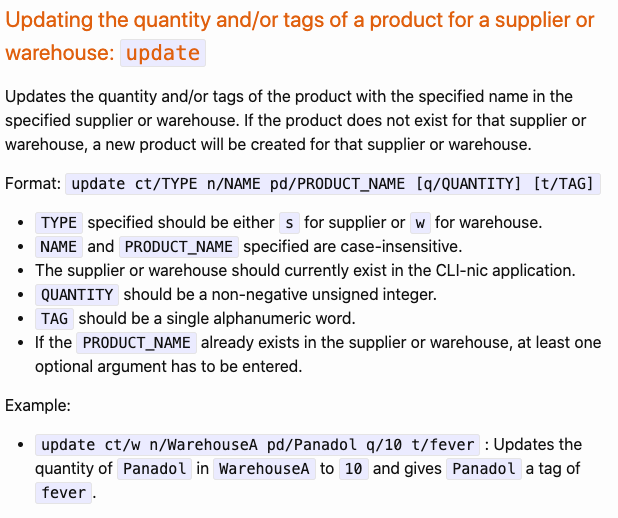 Updating the quantity and/or tags of a product for a supplier or
warehouse: update
Updates the quantity and/or tags of the product with the specified name in the
specified supplier or warehouse. If the product does not exist for that supplier or
warehouse, a new product will be created for that supplier or warehouse.
Format: update ct/TYPE n/NAME pd/PRODUCT_NAME [q/QUANTITY] [t/TAG]
• TYPE specified should be either s for supplier or w for warehouse.
• NAME and PRODUCT_NAME specified are case-insensitive.
• The supplier or warehouse should currently exist in the CLI-nic application.
• QUANTITY should be a non-negative unsigned integer.
• TAG should be a single alphanumeric word.
• If the PRODUCT_NAME already exists in the supplier or warehouse, at least one
optional argument has to be entered.
Example:
• update ct/w n/WarehouseA pd/Panadol q/10 t/fever : Updates the
quantity of Panadol in WarehouseA to 10 and gives Panadol a tag of
fever.